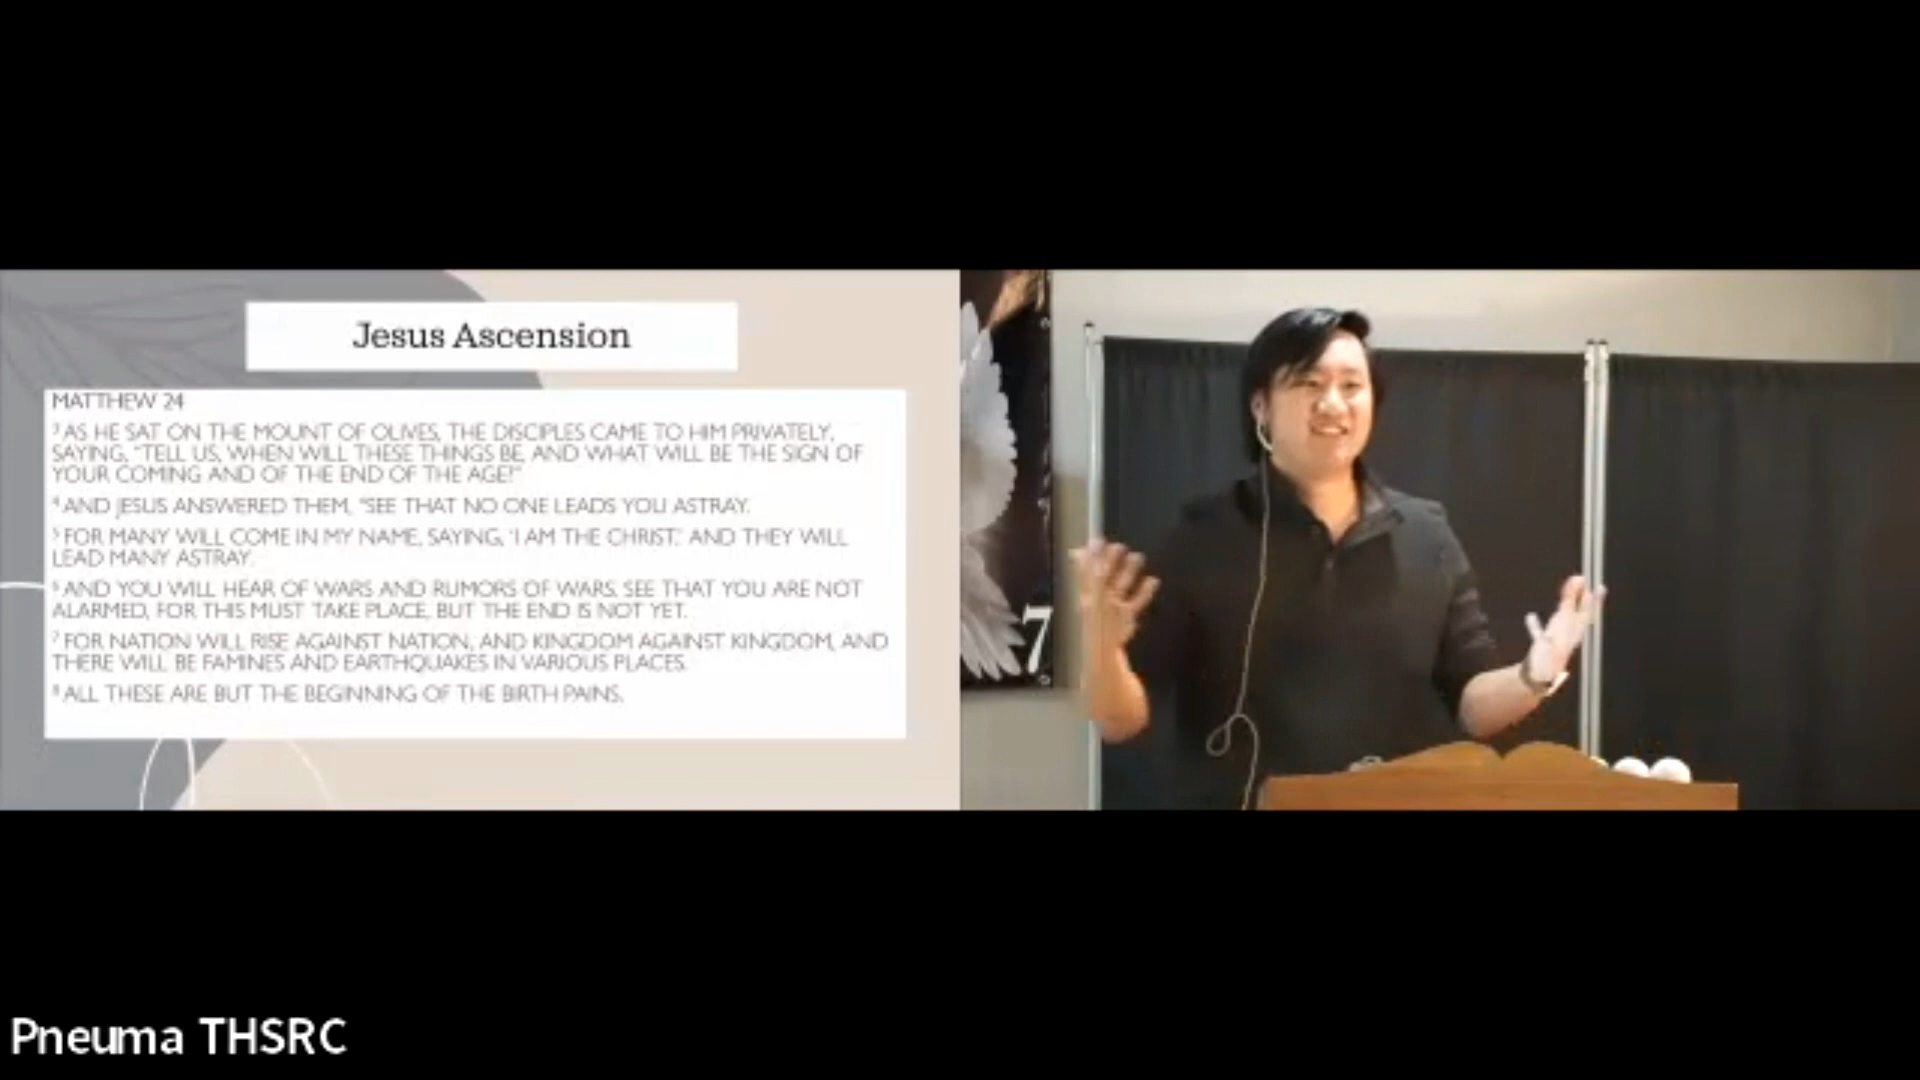 Jesus Ascension
MATTHEW 24
³ AS HE SAT ON THE MOUNT OF OLIVES, THE DISCIPLES CAME TO HIM PRIVATELY,
SAYING, "TELL US, WHEN WILL THESE THINGS BE, AND WHAT WILL BE THE SIGN OF
YOUR COMING AND OF THE END OF THE AGE?"
⁴ AND JESUS ANSWERED THEM, "SEE THAT NO ONE LEADS YOU ASTRAY.
⁵ FOR MANY WILL COME IN MY NAME, SAYING, 'I AM THE CHRIST,' AND THEY WILL
LEAD MANY ASTRAY.
⁶ AND YOU WILL HEAR OF WARS AND RUMORS OF WARS. SEE THAT YOU ARE NOT
ALARMED, FOR THIS MUST TAKE PLACE, BUT THE END IS NOT YET.
⁷ FOR NATION WILL RISE AGAINST NATION, AND KINGDOM AGAINST KINGDOM, AND
THERE WILL BE FAMINES AND EARTHQUAKES IN VARIOUS PLACES.
⁸ ALL THESE ARE BUT THE BEGINNING OF THE BIRTH PAINS.
7
Pneuma THSRC